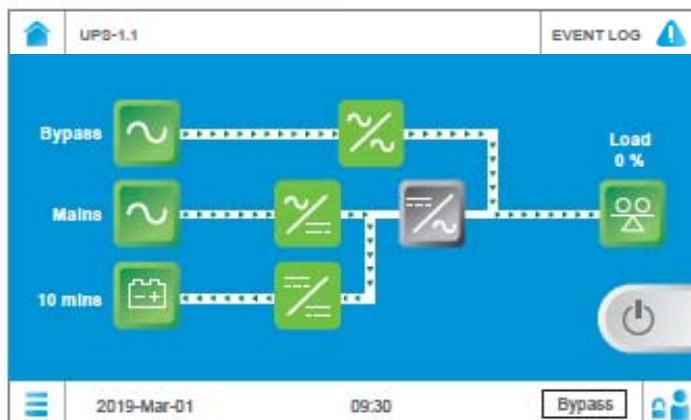 UPS-1.1
EVENT LOG
Bypass
Load
0 %
Mains
10 mins
2019-Mar-01
09:30
Bypass